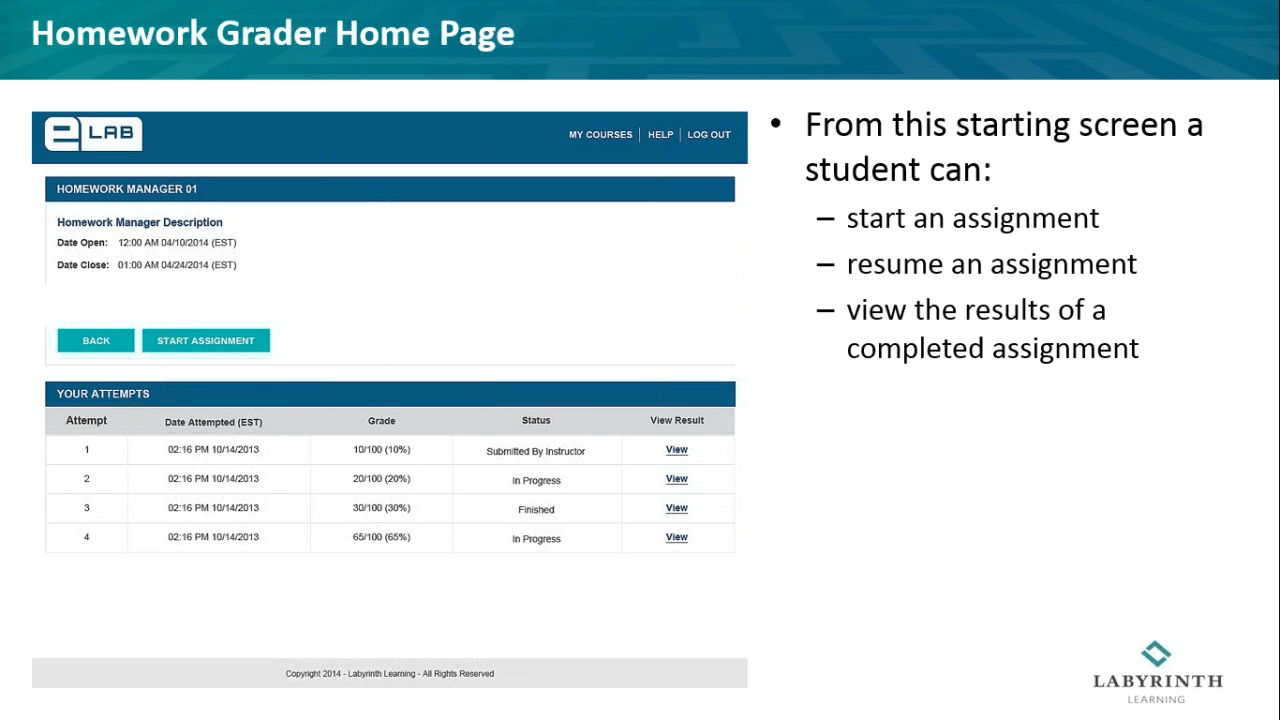 Homework Grader Home Page
e LAB
MY COURSES | HELP | LOG OUT
HOMEWORK MANAGER 01
Homework Manager Description
Date Open: 12:00 AM 04/10/2014 (EST)
Date Close: 01:00 AM 04/24/2014 (EST)
BACK START ASSIGNMENT
YOUR ATTEMPTS
Attempt Date Attempted (EST) Grade Status View Result
1 02:16 PM 10/14/2013 10/100 (10%) Submitted By Instructor View
2 02:16 PM 10/14/2013 20/100 (20%) In Progress View
3 02:16 PM 10/14/2013 30/100 (30%) Finished View
4 02:16 PM 10/14/2013 65/100 (65%) In Progress View
Copyright 2014 - Labyrinth Learning - All Rights Reserved
• From this starting screen a
student can:
– start an assignment
– resume an assignment
– view the results of a
completed assignment
LABYRINTH
LEARNING